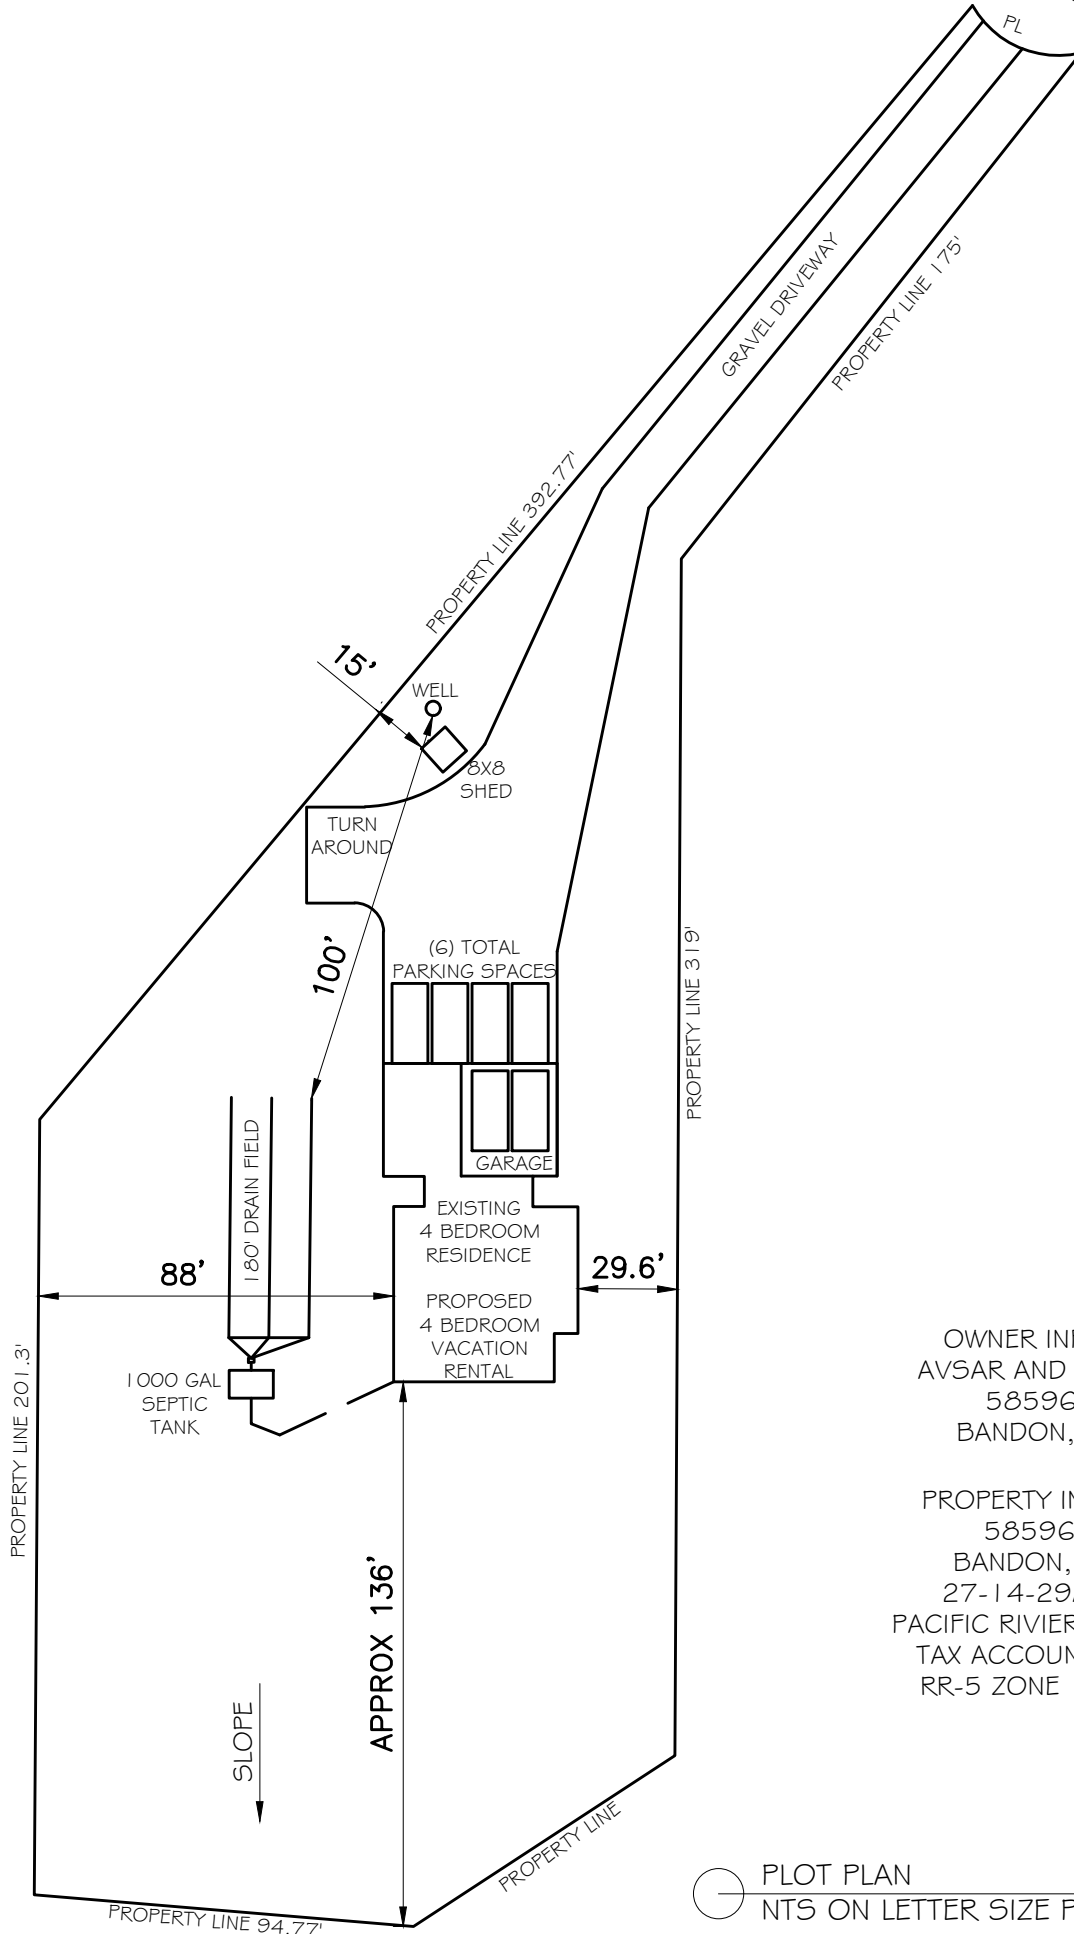 PL
GRAVEL DRIVEWAY
PROPERTY LINE 175'
PROPERTY LINE 392.77'
15'
WELL
8X8
SHED
TURN
AROUND
100'
(6) TOTAL
PARKING SPACES
PROPERTY LINE 319'
180' DRAIN FIELD
GARAGE
EXISTING
4 BEDROOM
RESIDENCE
88'
29.6'
PROPOSED
4 BEDROOM
VACATION
RENTAL
1000 GAL
SEPTIC
TANK
PROPERTY LINE 201.3'
OWNER
AVSAR AND
58596
BANDON,
PROPERTY
58596
BANDON,
27-14-29
PACIFIC
TAX
RR-5 ZONE
APPROX 136'
SLOPE
PROPERTY LINE
PROPERTY LINE 94.77'
PLOT PLAN
NTS ON LETTER SIZE